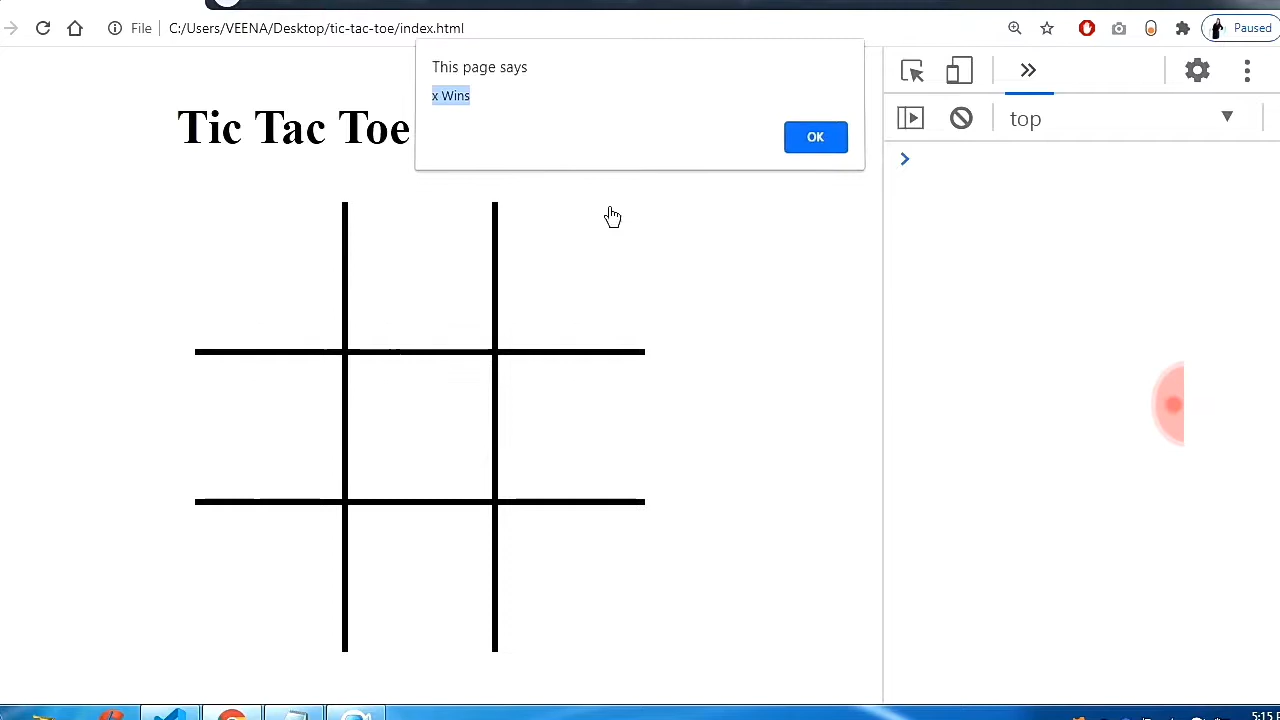 File C:/Users/VEENA/Desktop/tic-tac-toe/index.html Paused
This page says
x Wins
OK
Tic Tac Toe
top